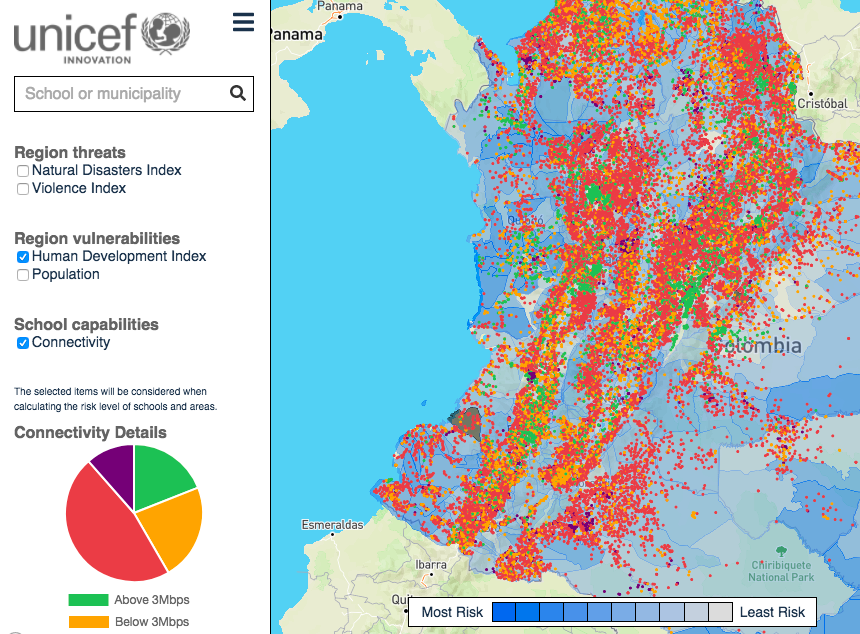 unicef
INNOVATION
School or municipality
Region threats
Natural Disasters Index
Violence Index
Region vulnerabilities
Human Development Index
Population
School capabilities
Connectivity
The selected items will be considered when
calculating the risk level of schools and areas.
Connectivity Details
Above 3Mbps
Below 3Mbps
Panama
Panama
Cristóbal
Quibdó
Colombia
Esmeraldas
Ibarra
Chiribiquete
National Park
Most Risk
Least Risk